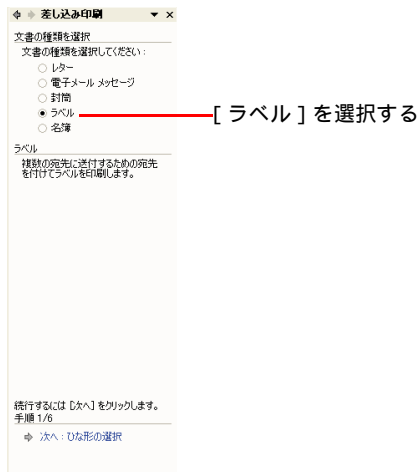 差し込み印刷
文書の種類を選択
文書の種類を選択してください：
レター
電子メール メッセージ
封筒
ラベル
[ ラベル ] を選択する
名簿
ラベル
複数の宛先に送付するための宛先
を付けてラベルを印刷します。
続行するには [次へ] をクリックします。
手順 1/6
次へ : ひな形の選択